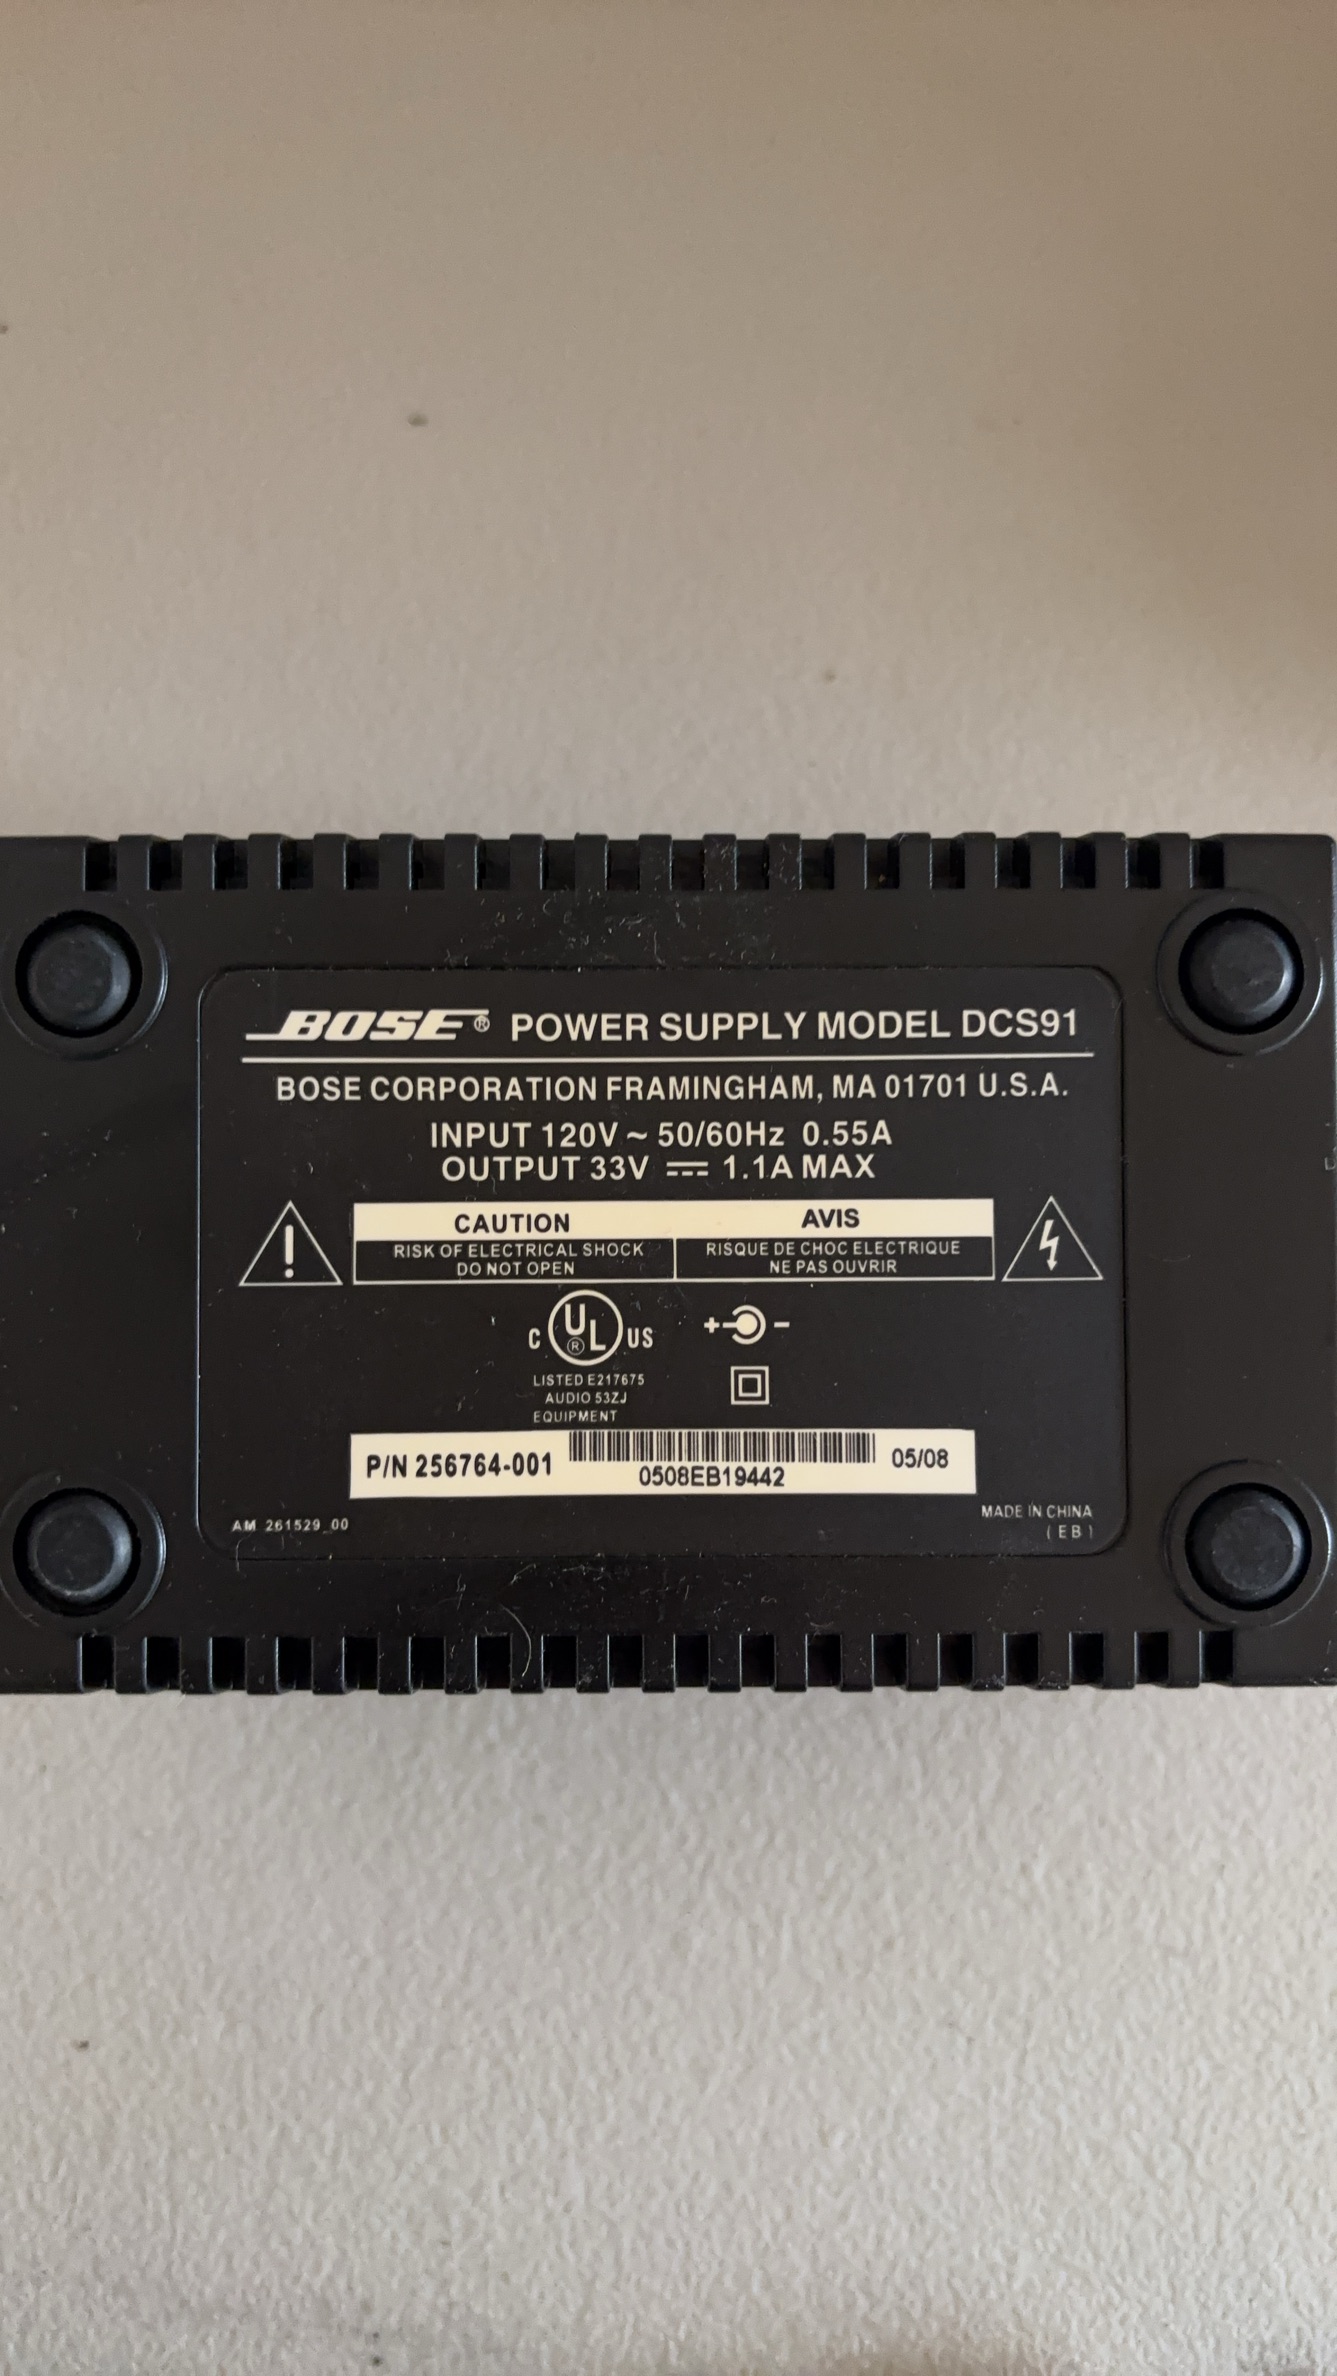 BOSE® POWER SUPPLY MODEL DCS91
BOSE CORPORATION FRAMINGHAM, MA 01701 U.S.A.
INPUT 120V ~ 50/60Hz 0.55A
OUTPUT 33V ⎓ 1.1A MAX
CAUTION
RISK OF ELECTRICAL SHOCK
DO NOT OPEN
AVIS
RISQUE DE CHOC ELECTRIQUE
NE PAS OUVRIR
C UL® US
+ -
LISTED E217675
AUDIO 53ZJ
EQUIPMENT
P/N 256764-001
0508EB19442
05/08
AM 261529_00
MADE IN CHINA
(EB)